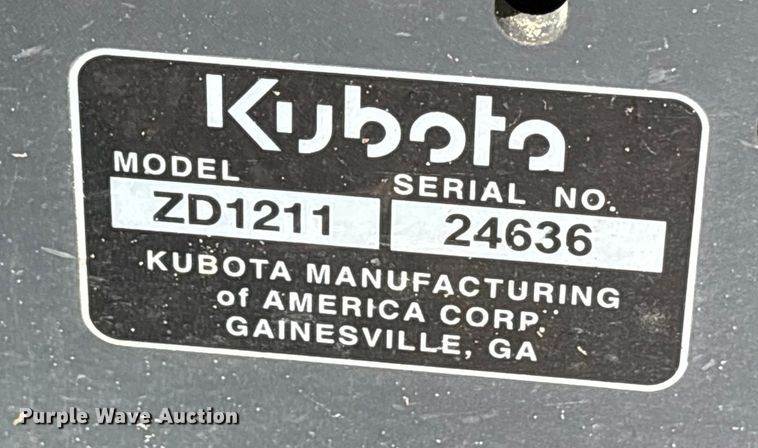 Kubota
MODEL SERIAL NO.
ZD1211 24636
KUBOTA MANUFACTURING
of AMERICA CORP.
GAINESVILLE, GA
Purple Wave Auction